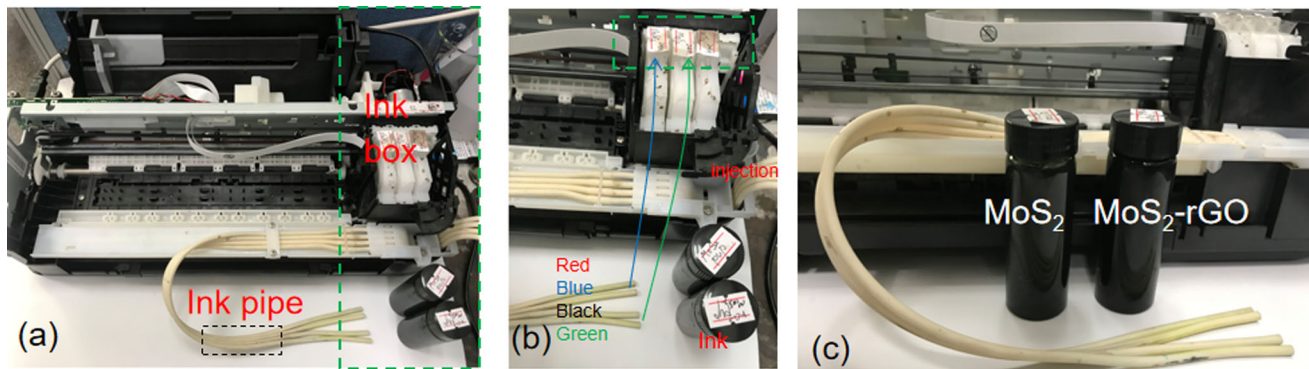 Ink
box
Ink pipe
(a)
injection
Red
Blue
Black
Green
Ink
(b)
MoS₂
MoS₂-rGO
(c)